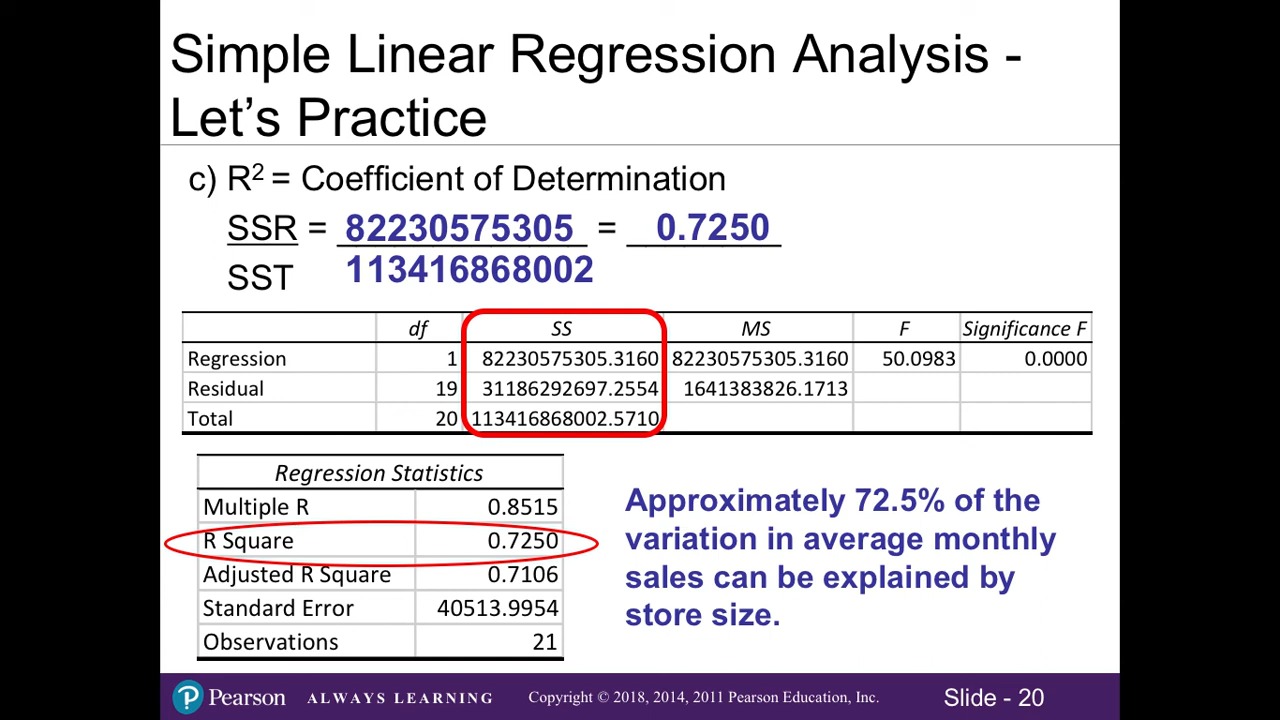 Simple Linear Regression Analysis -
Let's Practice
c) R² = Coefficient of Determination
SSR = 82230575305 = 0.7250
SST 113416868002
df SS MS F Significance F
Regression 1 82230575305.3160 82230575305.3160 50.0983 0.0000
Residual 19 31186292697.2554 1641383826.1713
Total 20 113416868002.5710
Regression Statistics
Multiple R 0.8515
R Square 0.7250
Adjusted R Square 0.7106
Standard Error 40513.9954
Observations 21
Approximately 72.5% of the
variation in average monthly
sales can be explained by
store size.
P Pearson ALWAYS LEARNING Copyright © 2018, 2014, 2011 Pearson Education, Inc. Slide - 20